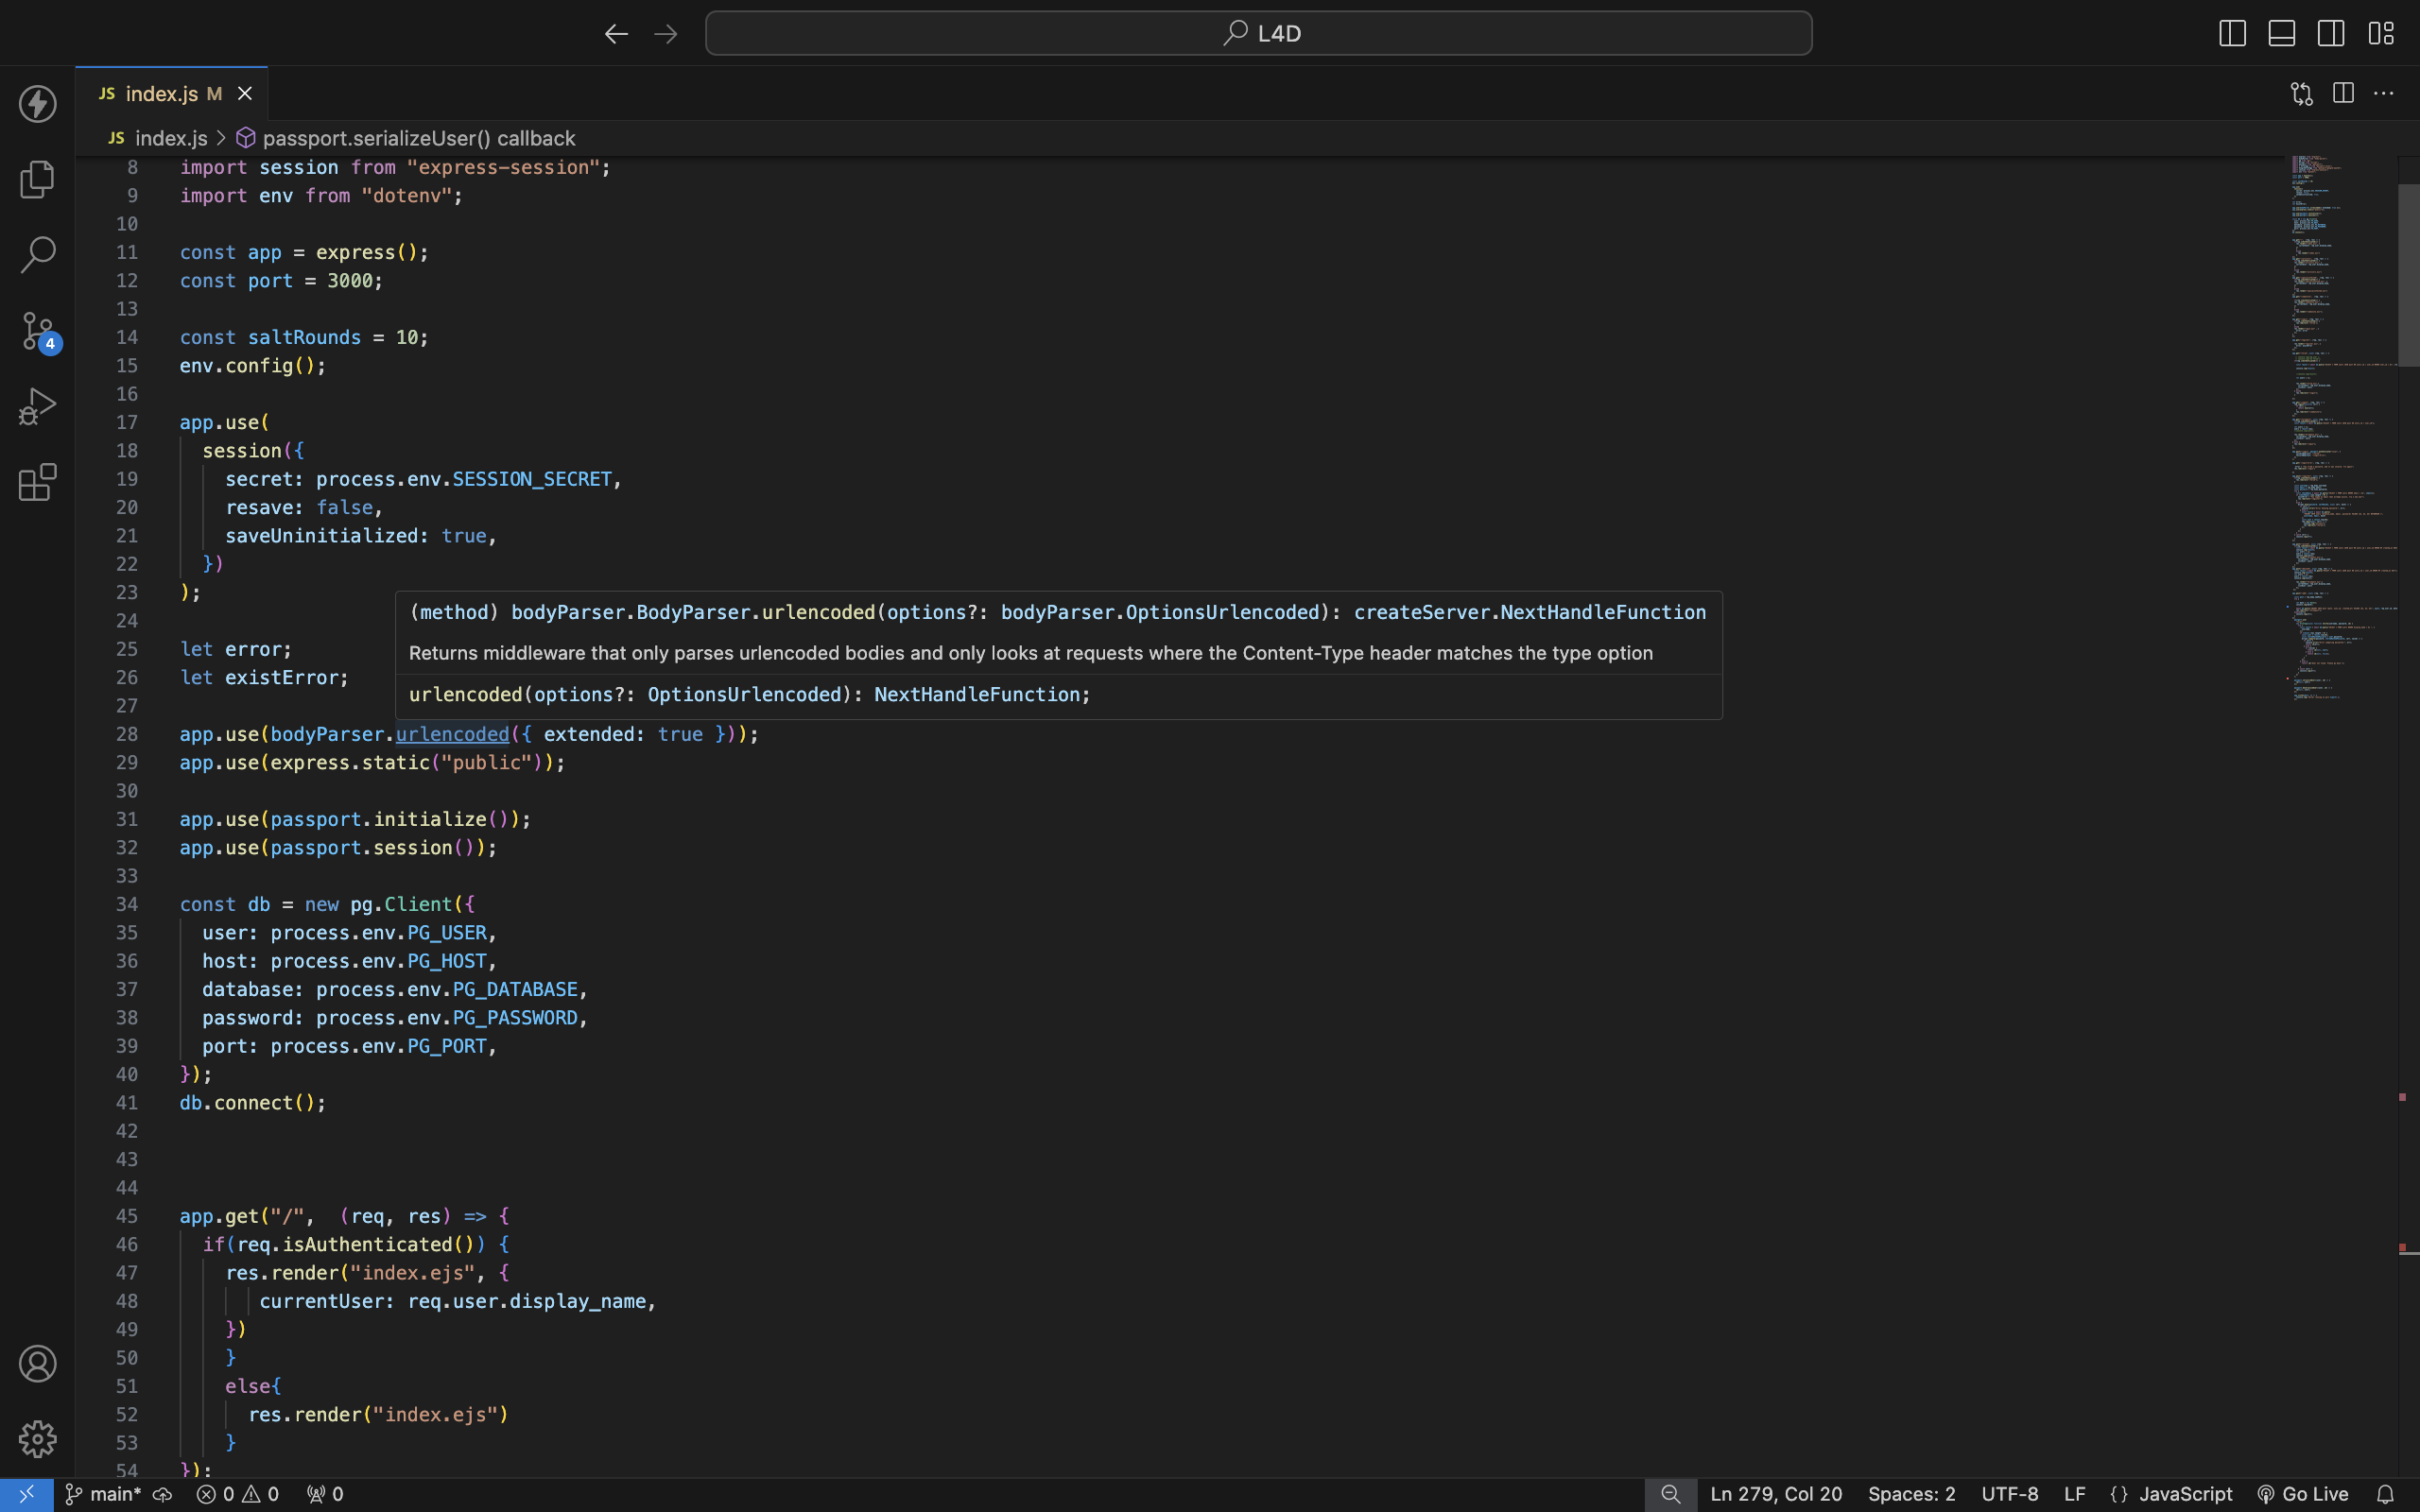 L4D
JS index.js M
JS index.js > passport.serializeUser() callback
8 import session from "express-session";
9 import env from "dotenv";
10
11 const app = express();
12 const port = 3000;
13
14 const saltRounds = 10;
15 env.config();
16
17 app.use(
18 session({
19 secret: process.env.SESSION_SECRET,
20 resave: false,
21 saveUninitialized: true,
22 })
23 );
24
(method) bodyParser.BodyParser.urlencoded(options?: bodyParser.OptionsUrlencoded): createServer.NextHandleFunction
Returns middleware that only parses urlencoded bodies and only looks at requests where the Content-Type header matches the type option
urlencoded(options?: OptionsUrlencoded): NextHandleFunction;
25 let error;
26 let existError;
27
28 app.use(bodyParser.urlencoded({ extended: true }));
29 app.use(express.static("public"));
30
31 app.use(passport.initialize());
32 app.use(passport.session());
33
34 const db = new pg.Client({
35 user: process.env.PG_USER,
36 host: process.env.PG_HOST,
37 database: process.env.PG_DATABASE,
38 password: process.env.PG_PASSWORD,
39 port: process.env.PG_PORT,
40 });
41 db.connect();
42
43
44
45 app.get("/", (req, res) => {
46 if(req.isAuthenticated()) {
47 res.render("index.ejs", {
48 currentUser: req.user.display_name,
49 })
50 }
51 else{
52 res.render("index.ejs")
53 }
54 });
4
main* 0 0 0 Ln 279, Col 20 Spaces: 2 UTF-8 LF {} JavaScript Go Live